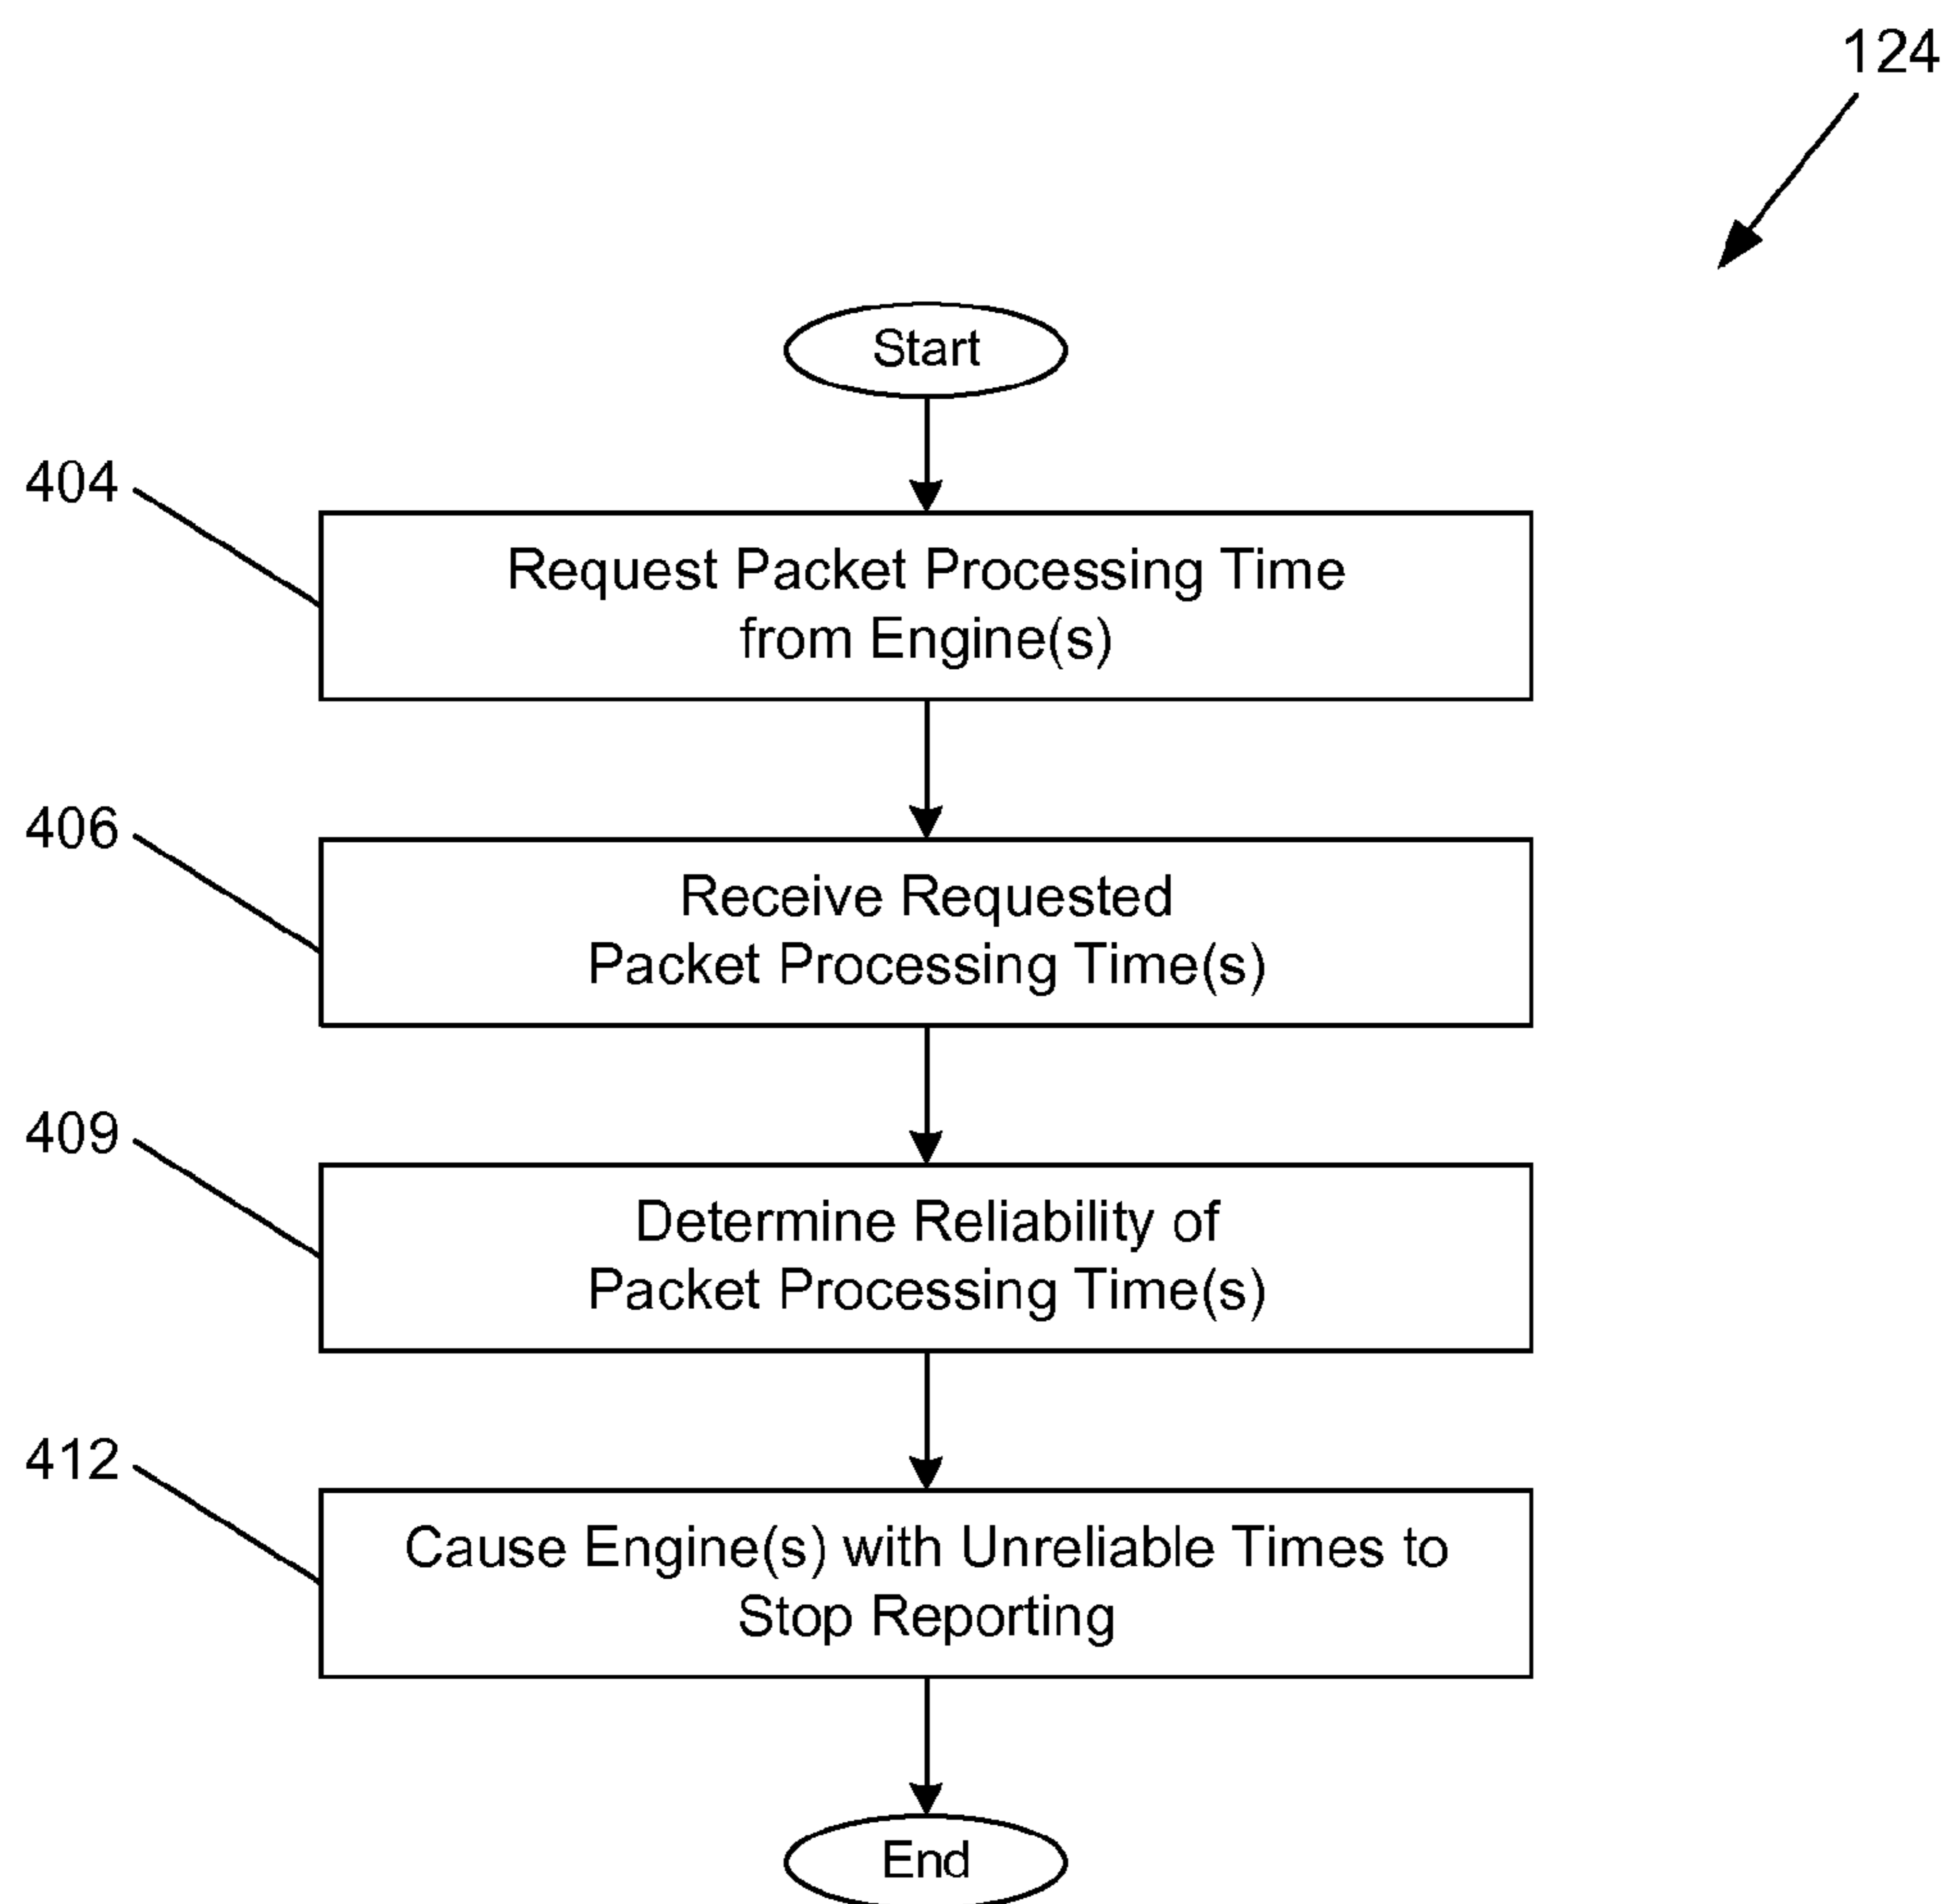 124
Start
404
Request Packet Processing Time
from Engine(s)
406
Receive Requested
Packet Processing Time(s)
409
Determine Reliability of
Packet Processing Time(s)
412
Cause Engine(s) with Unreliable Times to
Stop Reporting
End